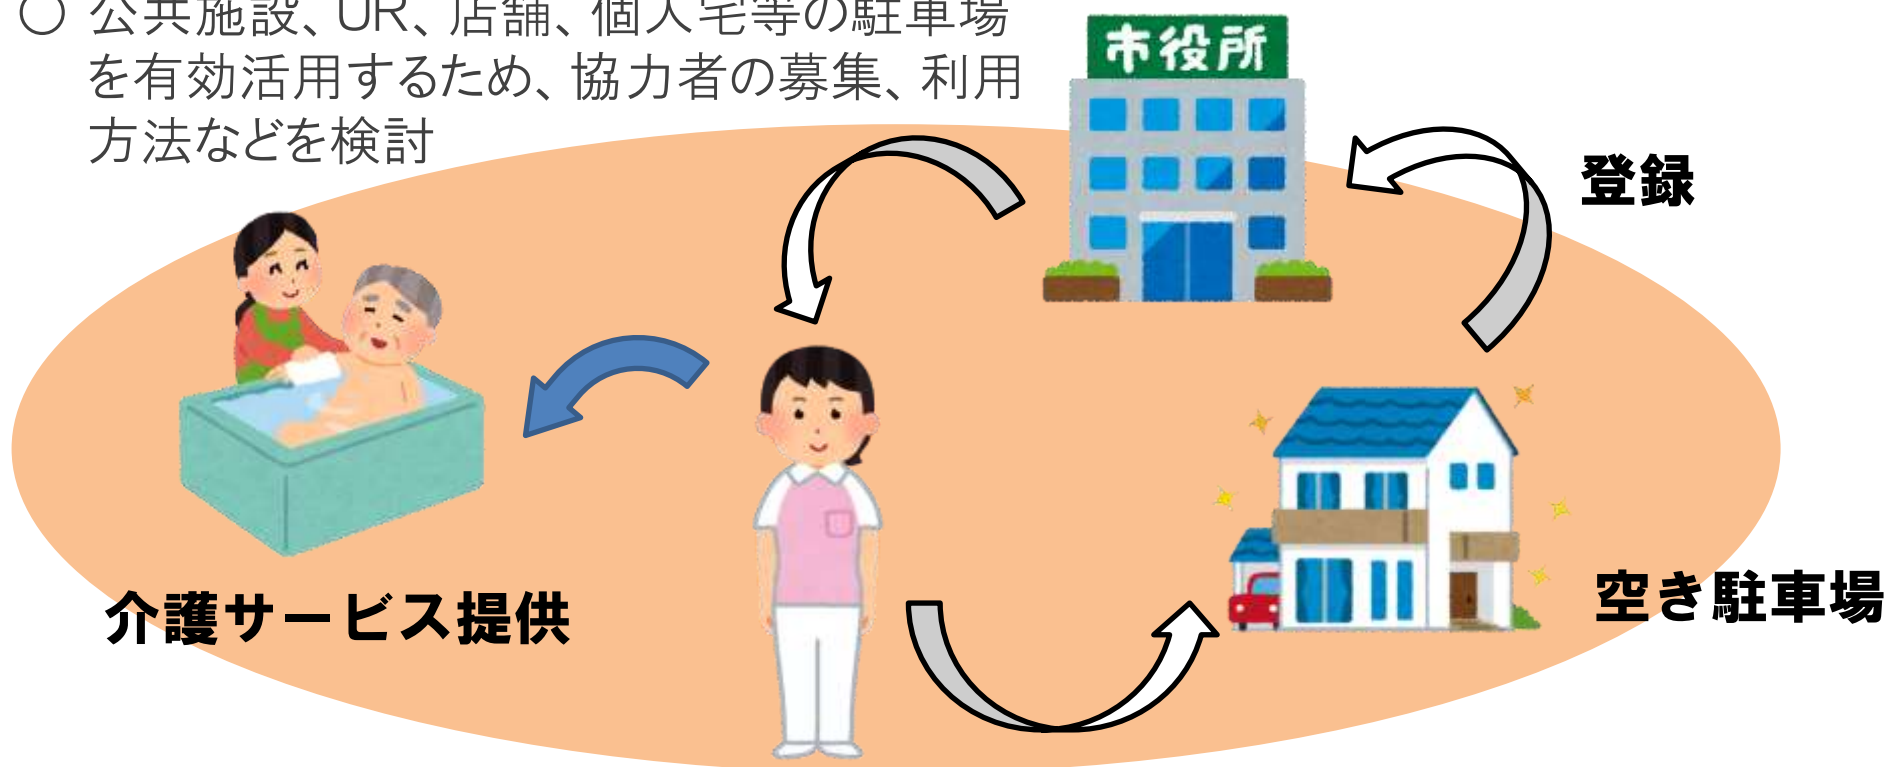 ○ 公共施設、UR、店舗、個人宅等の駐車場
を有効活用するため、協力者の募集、利用
方法などを検討
市役所
登録
介護サービス提供
空き駐車場